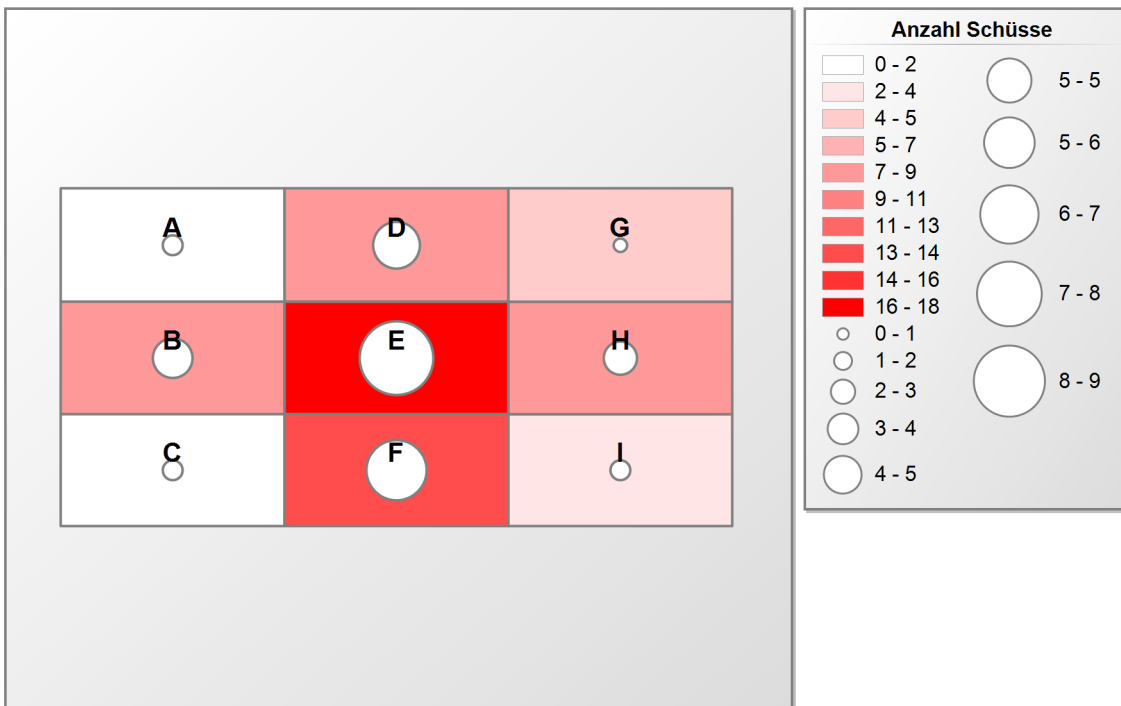 A
D
G
B
E
H
C
F
I
Anzahl Schüsse
0 - 2
2 - 4
4 - 5
5 - 7
7 - 9
9 - 11
11 - 13
13 - 14
14 - 16
16 - 18
0 - 1
1 - 2
2 - 3
3 - 4
4 - 5
5 - 5
5 - 6
6 - 7
7 - 8
8 - 9